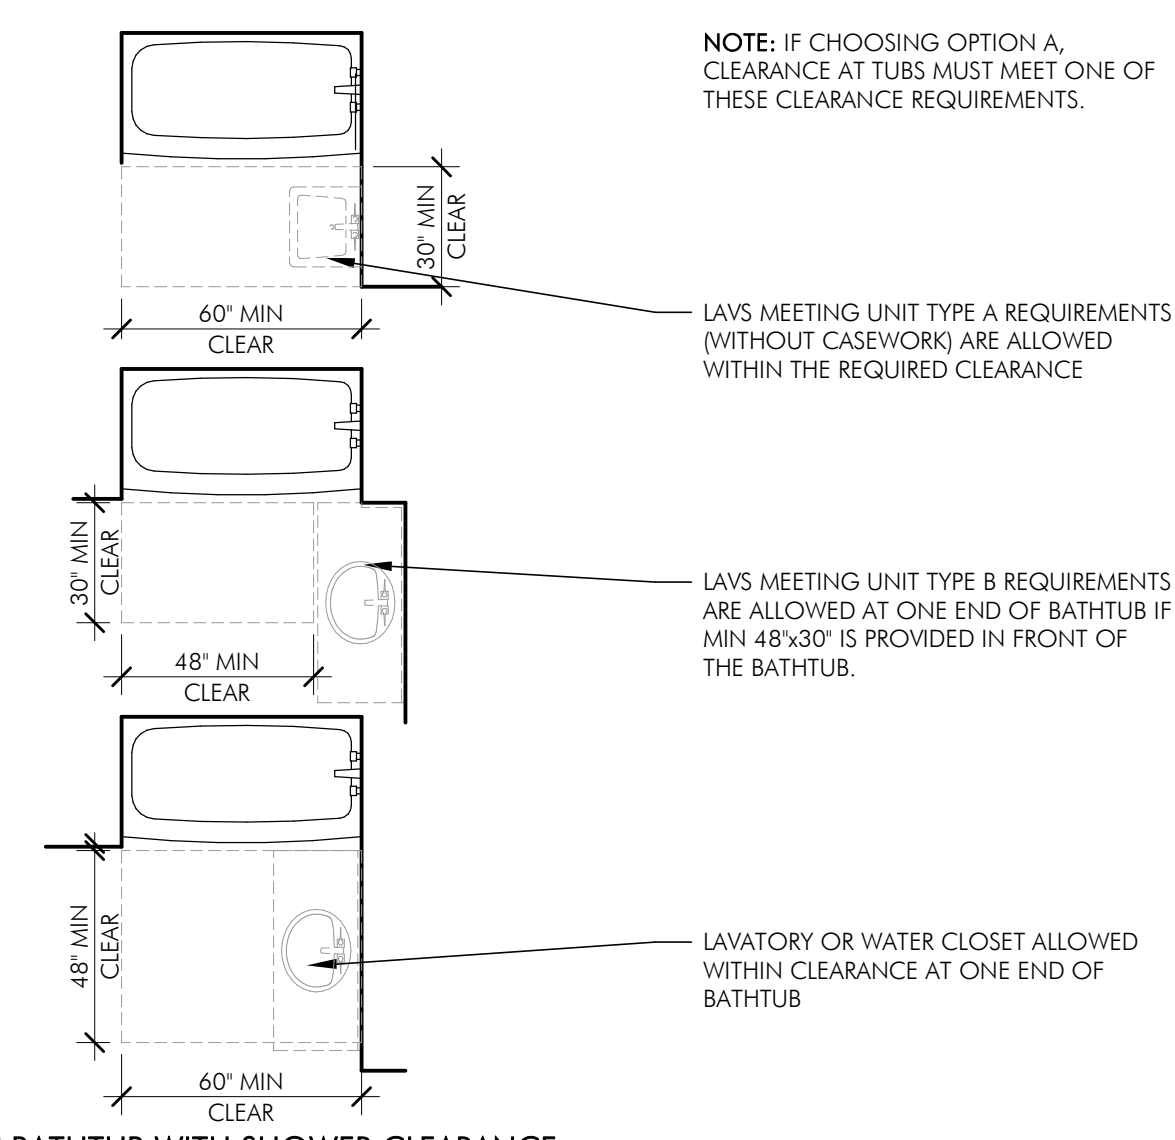 NOTE: IF CHOOSING OPTION A,
CLEARANCE AT TUBS MUST MEET ONE OF
THESE CLEARANCE REQUIREMENTS.
30" MIN
CLEAR
60" MIN
CLEAR
LAVS MEETING UNIT TYPE A REQUIREMENTS
(WITHOUT CASEWORK) ARE ALLOWED
WITHIN THE REQUIRED CLEARANCE
30" MIN
CLEAR
48" MIN
CLEAR
LAVS MEETING UNIT TYPE B REQUIREMENTS
ARE ALLOWED AT ONE END OF BATHTUB IF
MIN 48"x30" IS PROVIDED IN FRONT OF
THE BATHTUB.
48" MIN
CLEAR
60" MIN
CLEAR
LAVATORY OR WATER CLOSET ALLOWED
WITHIN CLEARANCE AT ONE END OF
BATHTUB
BATHTUB WITH SHOWER CLEARANCE